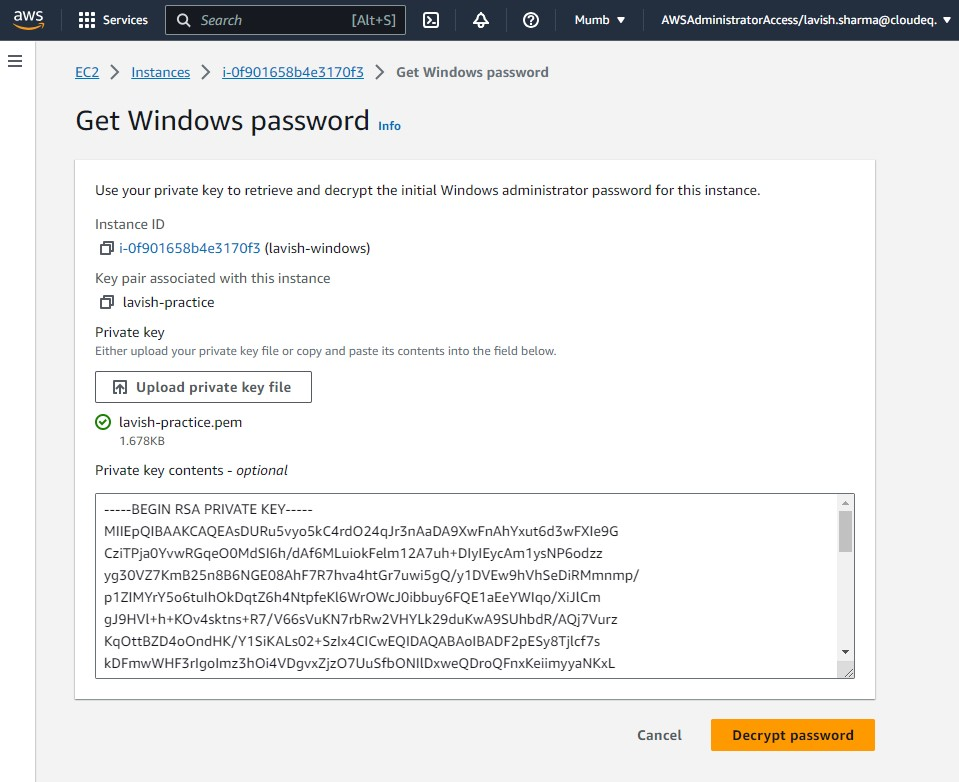 aws
Services
Search
[Alt+S]
Mumb
AWSAdministratorAccess/lavish.sharma@cloudeq.
EC2
Instances
i-0f901658b4e3170f3
Get Windows password
Get Windows password
Info
Use your private key to retrieve and decrypt the initial Windows administrator password for this instance.
Instance ID
i-0f901658b4e3170f3 (lavish-windows)
Key pair associated with this instance
lavish-practice
Private key
Either upload your private key file or copy and paste its contents into the field below.
Upload private key file
lavish-practice.pem
1.678KB
Private key contents - optional
-----BEGIN RSA PRIVATE KEY-----
MIIEpQIBAAKCAQEAsDURu5vyo5kC4rdO24qJr3nAaDA9XwFnAhYxut6d3wFXIe9G
CziTPja0YvwRGqeO0MdSI6h/dAf6MLuiokFelm12A7uh+DIyIEycAm1ysNP6odzz
yg30VZ7KmB25n8B6NGE08AhF7R7hva4htGr7uwi5gQ/y1DVEw9hVhSeDiRMmnmp/
p1ZIMYrY5o6tuIhOkDqtZ6h4NtpfeKl6WrOWcJ0ibbuy6FQE1aEeYWIqo/XiJlCm
gJ9HVl+h+KOv4sktns+R7/V66sVuKN7rbRw2VHYLk29duKwA9SUhbdR/AQj7Vurz
KqOttBZD4oOndHK/Y1SiKALs02+SzIx4CICwEQIDAQABAoIBADF2pESy8Tjlcf7s
kDFmwWHF3rIgoImz3hOi4VDgvxZjzO7UuSfbONIlDxweQDroQFnxKeiimyyaNKxL
Cancel
Decrypt password